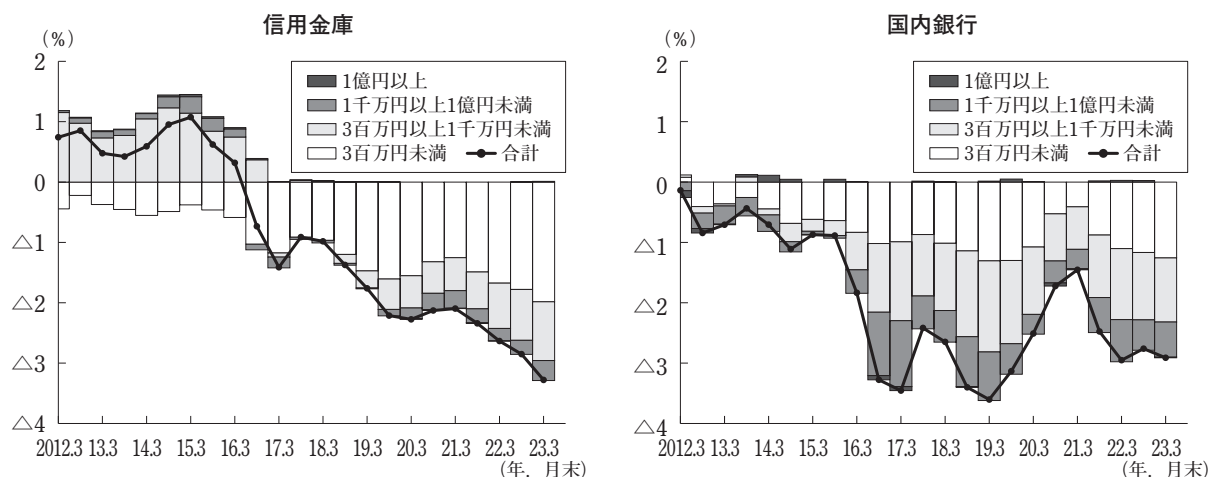 信用金庫
(%)
2
1
0
△1
△2
△3
△4
1億円以上
1千万円以上1億円未満
3百万円以上1千万円未満
3百万円未満 合計
2012.3 13.3 14.3 15.3 16.3 17.3 18.3 19.3 20.3 21.3 22.3 23.3
(年．月末)
国内銀行
(%)
2
1
0
△1
△2
△3
△4
1億円以上
1千万円以上1億円未満
3百万円以上1千万円未満
3百万円未満 合計
2012.3 13.3 14.3 15.3 16.3 17.3 18.3 19.3 20.3 21.3 22.3 23.3
(年．月末)